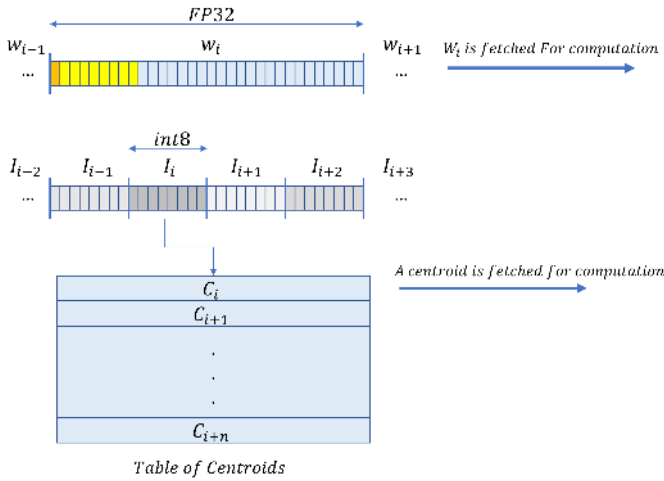 FP32
w_{i-1} w_i w_{i+1} W_i is fetched For computation
... ...
int8
I_{i-2} I_{i-1} I_i I_{i+1} I_{i+2} I_{i+3}
... ...
A centroid is fetched for computation
C_i
C_{i+1}
.
.
.
C_{i+n}
Table of Centroids